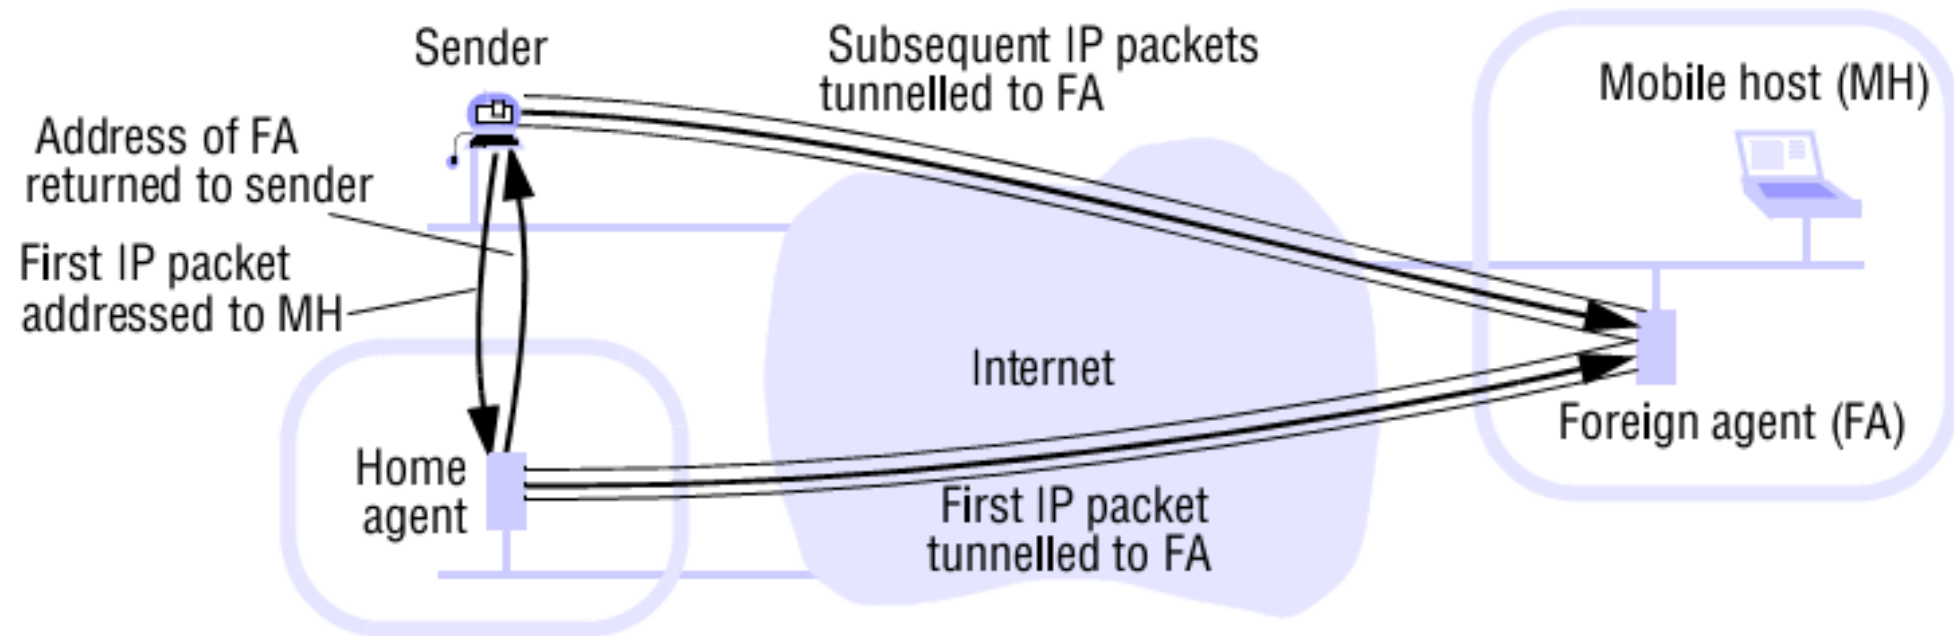 Sender
Subsequent IP packets
tunnelled to FA
Mobile host (MH)
Address of FA
returned to sender
First IP packet
addressed to MH
Internet
Foreign agent (FA)
Home
agent
First IP packet
tunnelled to FA